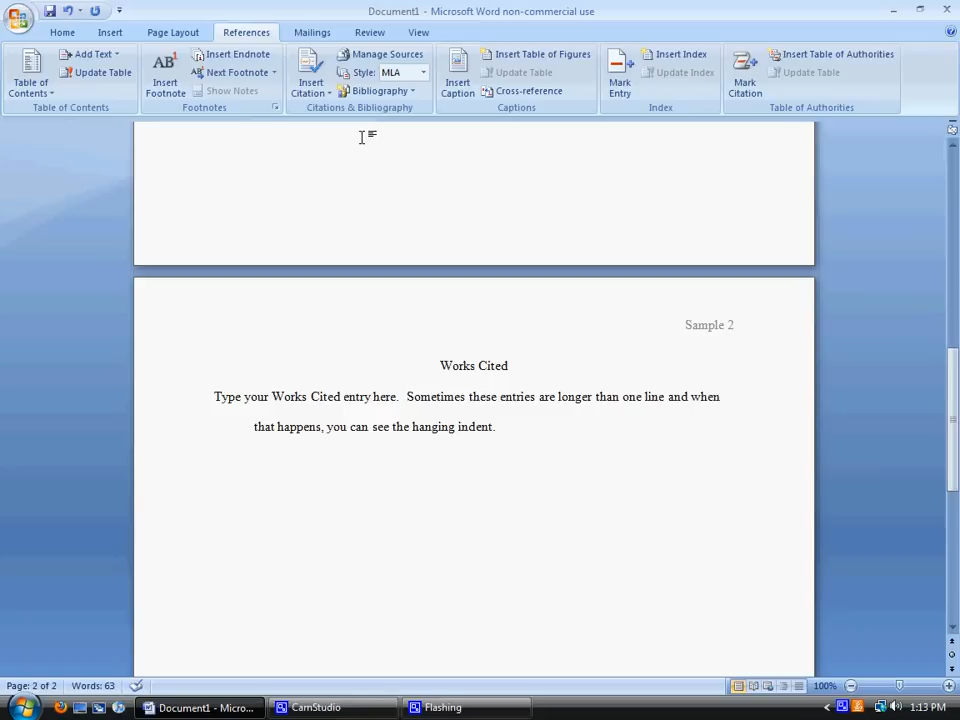 Document1 - Microsoft Word non-commercial use
Home Insert Page Layout References Mailings Review View
Table of Contents
Add Text
Update Table
Table of Contents
AB1
Insert Footnote
Insert Endnote
AB1 Next Footnote
Show Notes
Footnotes
Insert Citation
Manage Sources
Style: MLA
Bibliography
Citations & Bibliography
Insert Caption
Insert Table of Figures
Update Table
Cross-reference
Captions
Mark Entry
Insert Index
Update Index
Index
Mark Citation
Insert Table of Authorities
Update Table
Table of Authorities
Sample 2
Works Cited
Type your Works Cited entry here. Sometimes these entries are longer than one line and when
that happens, you can see the hanging indent.
Page: 2 of 2 Words: 63 100%
Document1 - Micro... CamStudio Flashing 1:13 PM